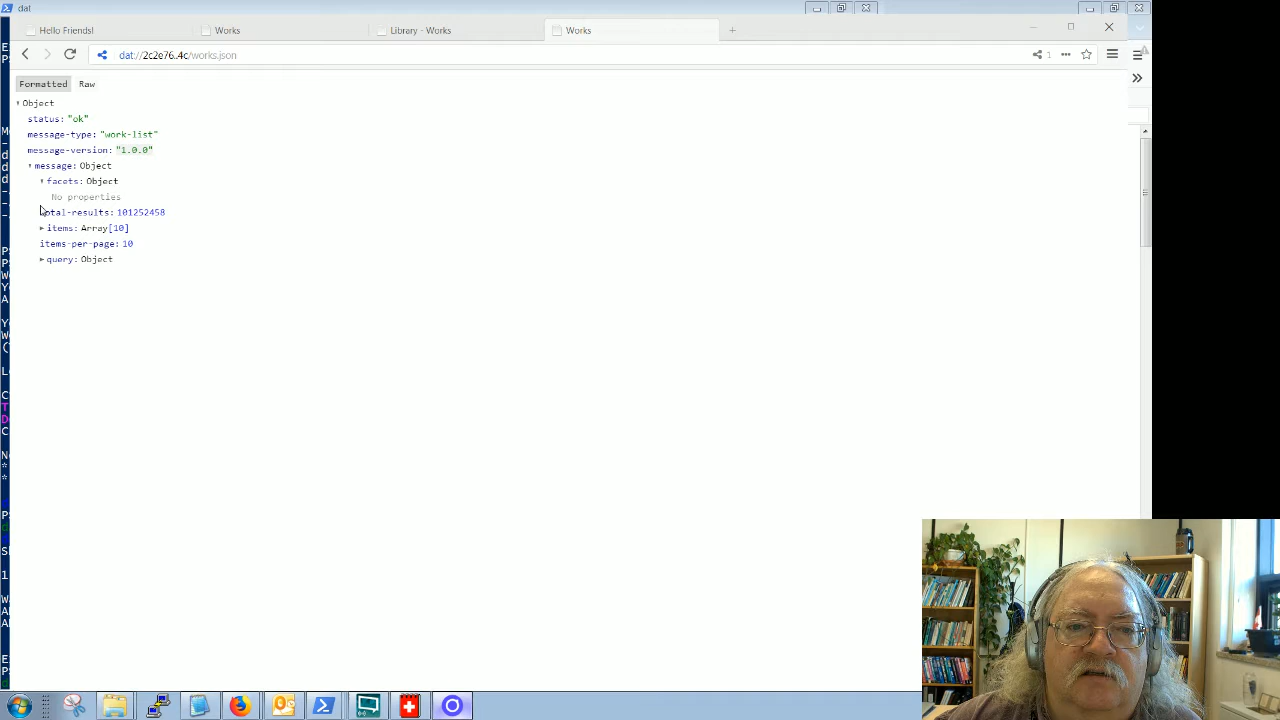 dat
Hello Friends!
Works
Library - Works
Works
dat://2c2e76.4c/works.json
1
Formatted
Raw
Object
status: "ok"
message-type: "work-list"
message-version: "1.0.0"
message: Object
facets: Object
No properties
total-results: 101252458
items: Array[10]
items-per-page: 10
query: Object